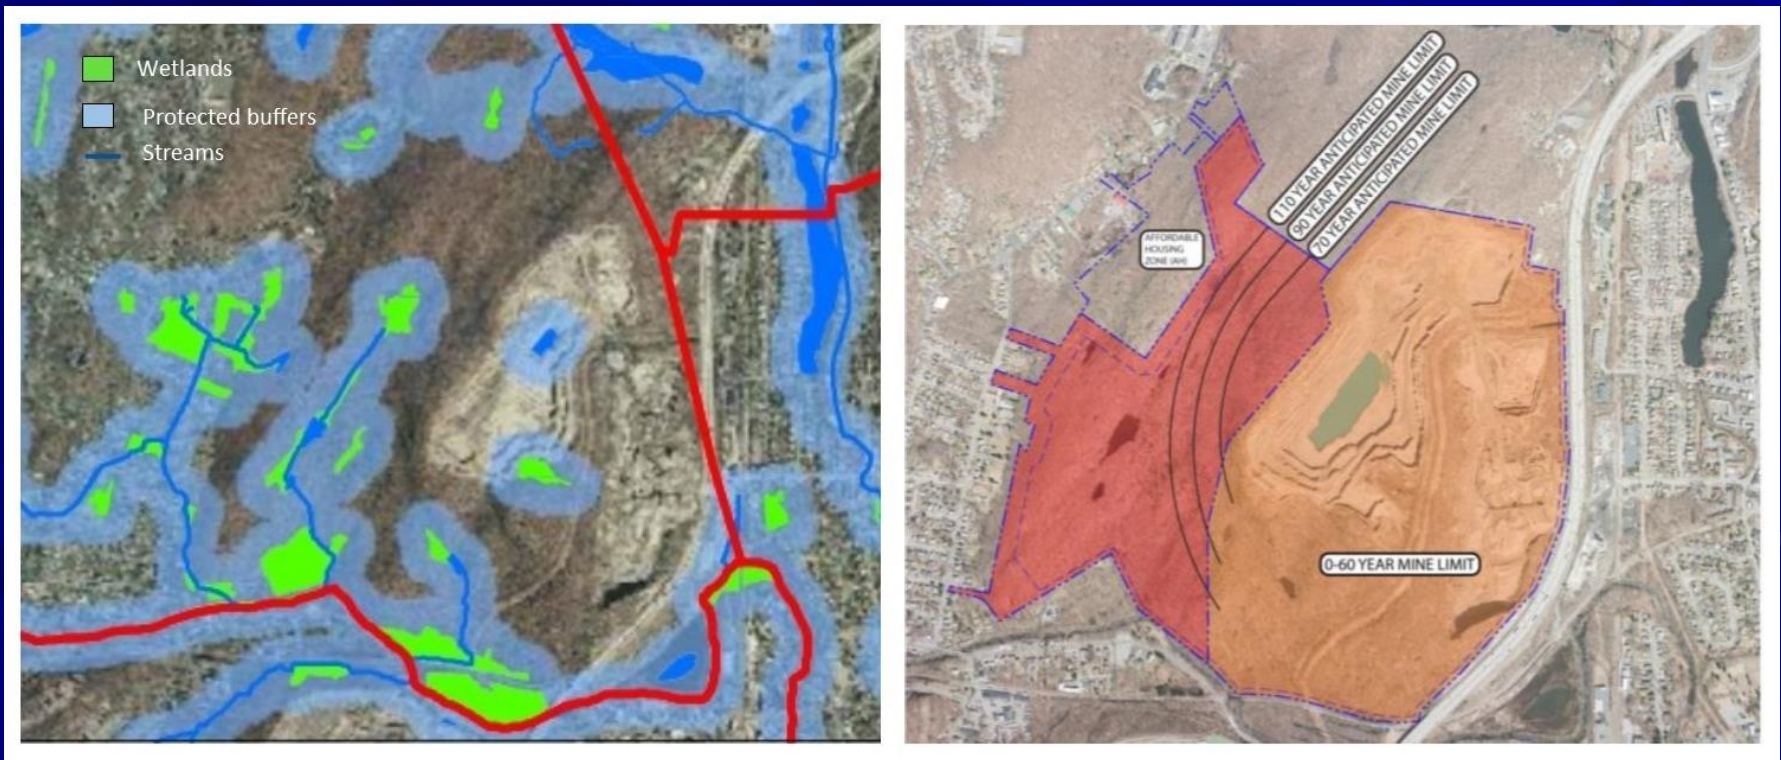 Wetlands
Protected buffers
Streams
110 YEAR ANTICIPATED MINE LIMIT
90 YEAR ANTICIPATED MINE LIMIT
70 YEAR ANTICIPATED MINE LIMIT
AFFORDABLE
HOUSING
ZONE (AH)
0-60 YEAR MINE LIMIT